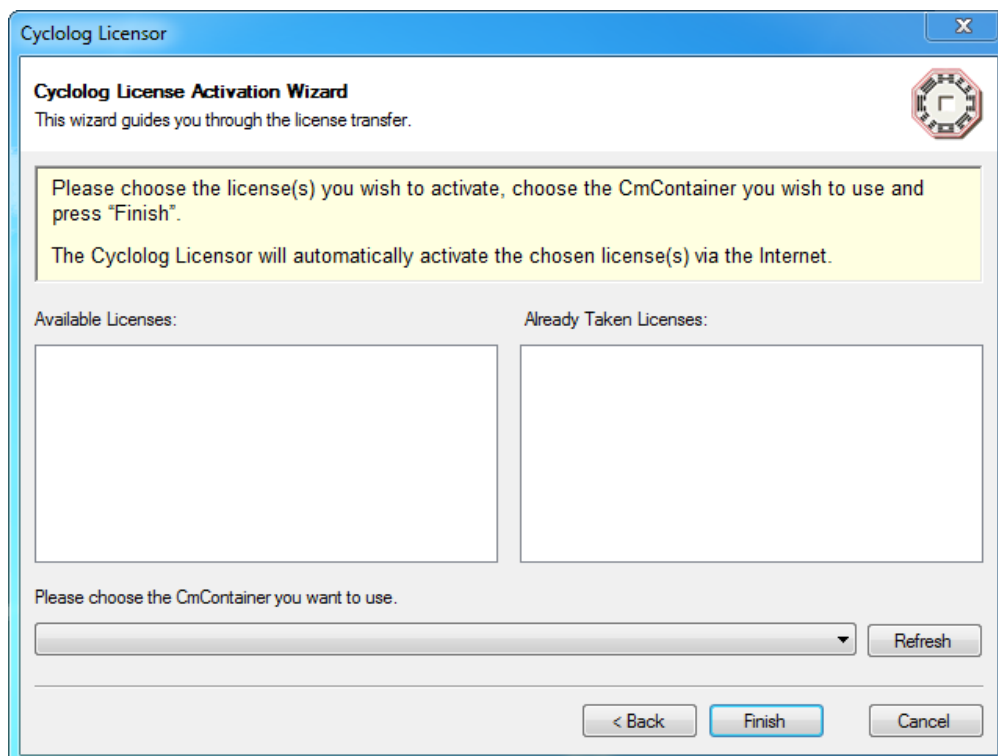 Cyclolog Licensor
Cyclolog License Activation Wizard
This wizard guides you through the license transfer.
Please choose the license(s) you wish to activate, choose the CmContainer you wish to use and
press “Finish”.
The Cyclolog Licensor will automatically activate the chosen license(s) via the Internet.
Available Licenses:
Already Taken Licenses:
Please choose the CmContainer you want to use.
Refresh
< Back
Finish
Cancel